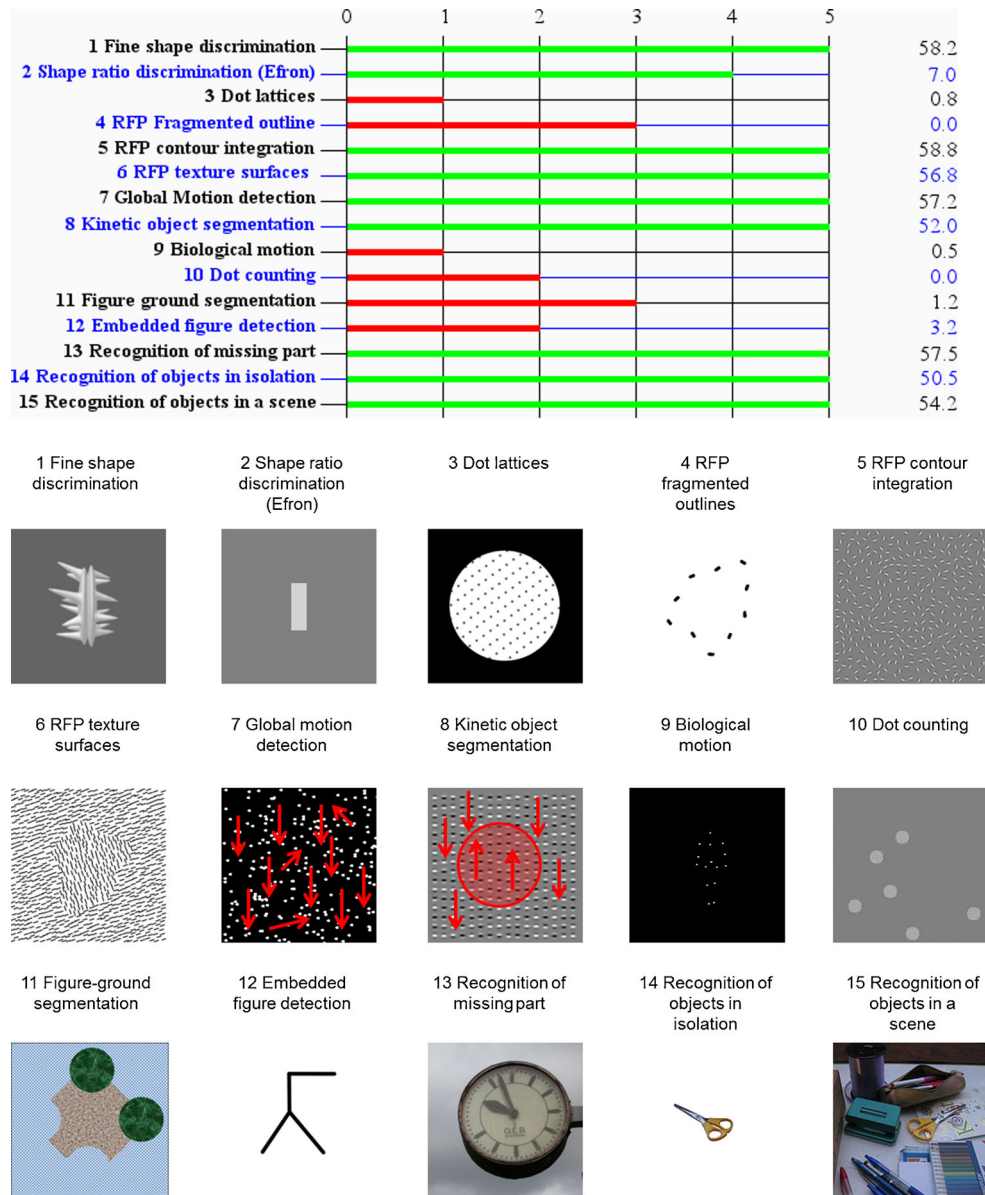 0 1 2 3 4 5
1 Fine shape discrimination 58.2
2 Shape ratio discrimination (Efron) 7.0
3 Dot lattices 0.8
4 RFP Fragmented outline 0.0
5 RFP contour integration 58.8
6 RFP texture surfaces 56.8
7 Global Motion detection 57.2
8 Kinetic object segmentation 52.0
9 Biological motion 0.5
10 Dot counting 0.0
11 Figure ground segmentation 1.2
12 Embedded figure detection 3.2
13 Recognition of missing part 57.5
14 Recognition of objects in isolation 50.5
15 Recognition of objects in a scene 54.2
1 Fine shape
discrimination
2 Shape ratio
discrimination
(Efron)
3 Dot lattices
4 RFP
fragmented
outlines
5 RFP contour
integration
6 RFP texture
surfaces
7 Global motion
detection
8 Kinetic object
segmentation
9 Biological
motion
10 Dot counting
11 Figure-ground
segmentation
12 Embedded
figure detection
13 Recognition of
missing part
14 Recognition of
objects in
isolation
15 Recognition of
objects in a
scene
G.E.B.